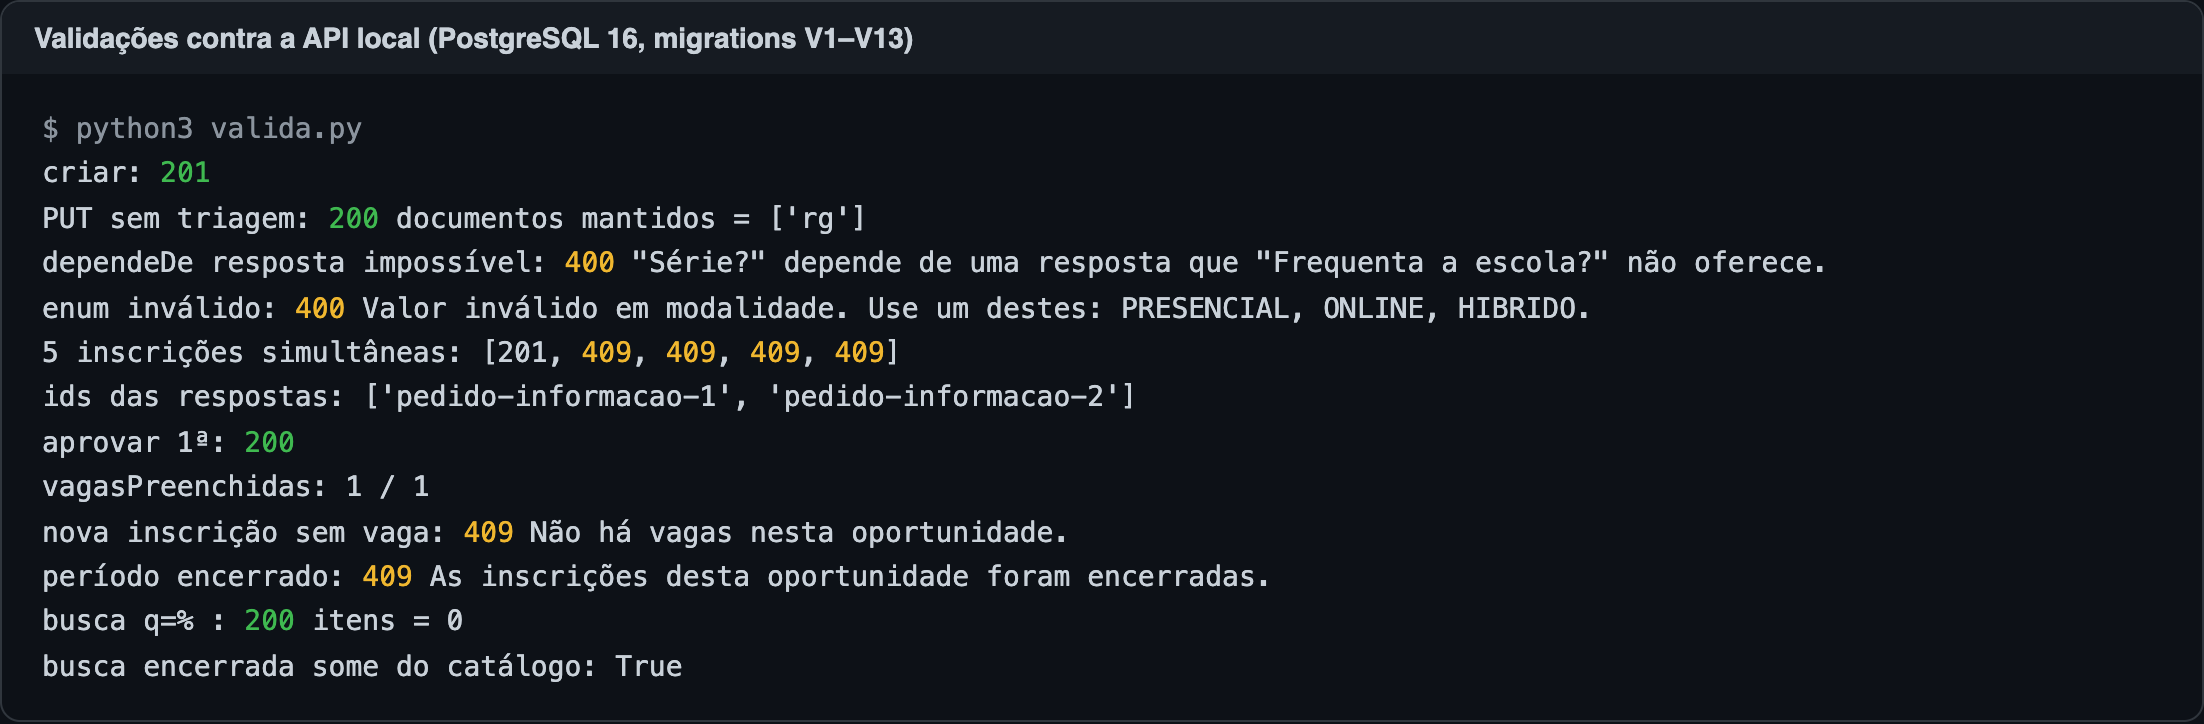 Validações contra a API local (PostgreSQL 16, migrations V1–V13)
$ python3 valida.py
criar: 201
PUT sem triagem: 200 documentos mantidos = ['rg']
dependeDe resposta impossível: 400 "Série?" depende de uma resposta que "Frequenta a escola?" não oferece.
enum inválido: 400 Valor inválido em modalidade. Use um destes: PRESENCIAL, ONLINE, HIBRIDO.
5 inscrições simultâneas: [201, 409, 409, 409, 409]
ids das respostas: ['pedido-informacao-1', 'pedido-informacao-2']
aprovar 1ª: 200
vagasPreenchidas: 1 / 1
nova inscrição sem vaga: 409 Não há vagas nesta oportunidade.
período encerrado: 409 As inscrições desta oportunidade foram encerradas.
busca q=% : 200 itens = 0
busca encerrada some do catálogo: True